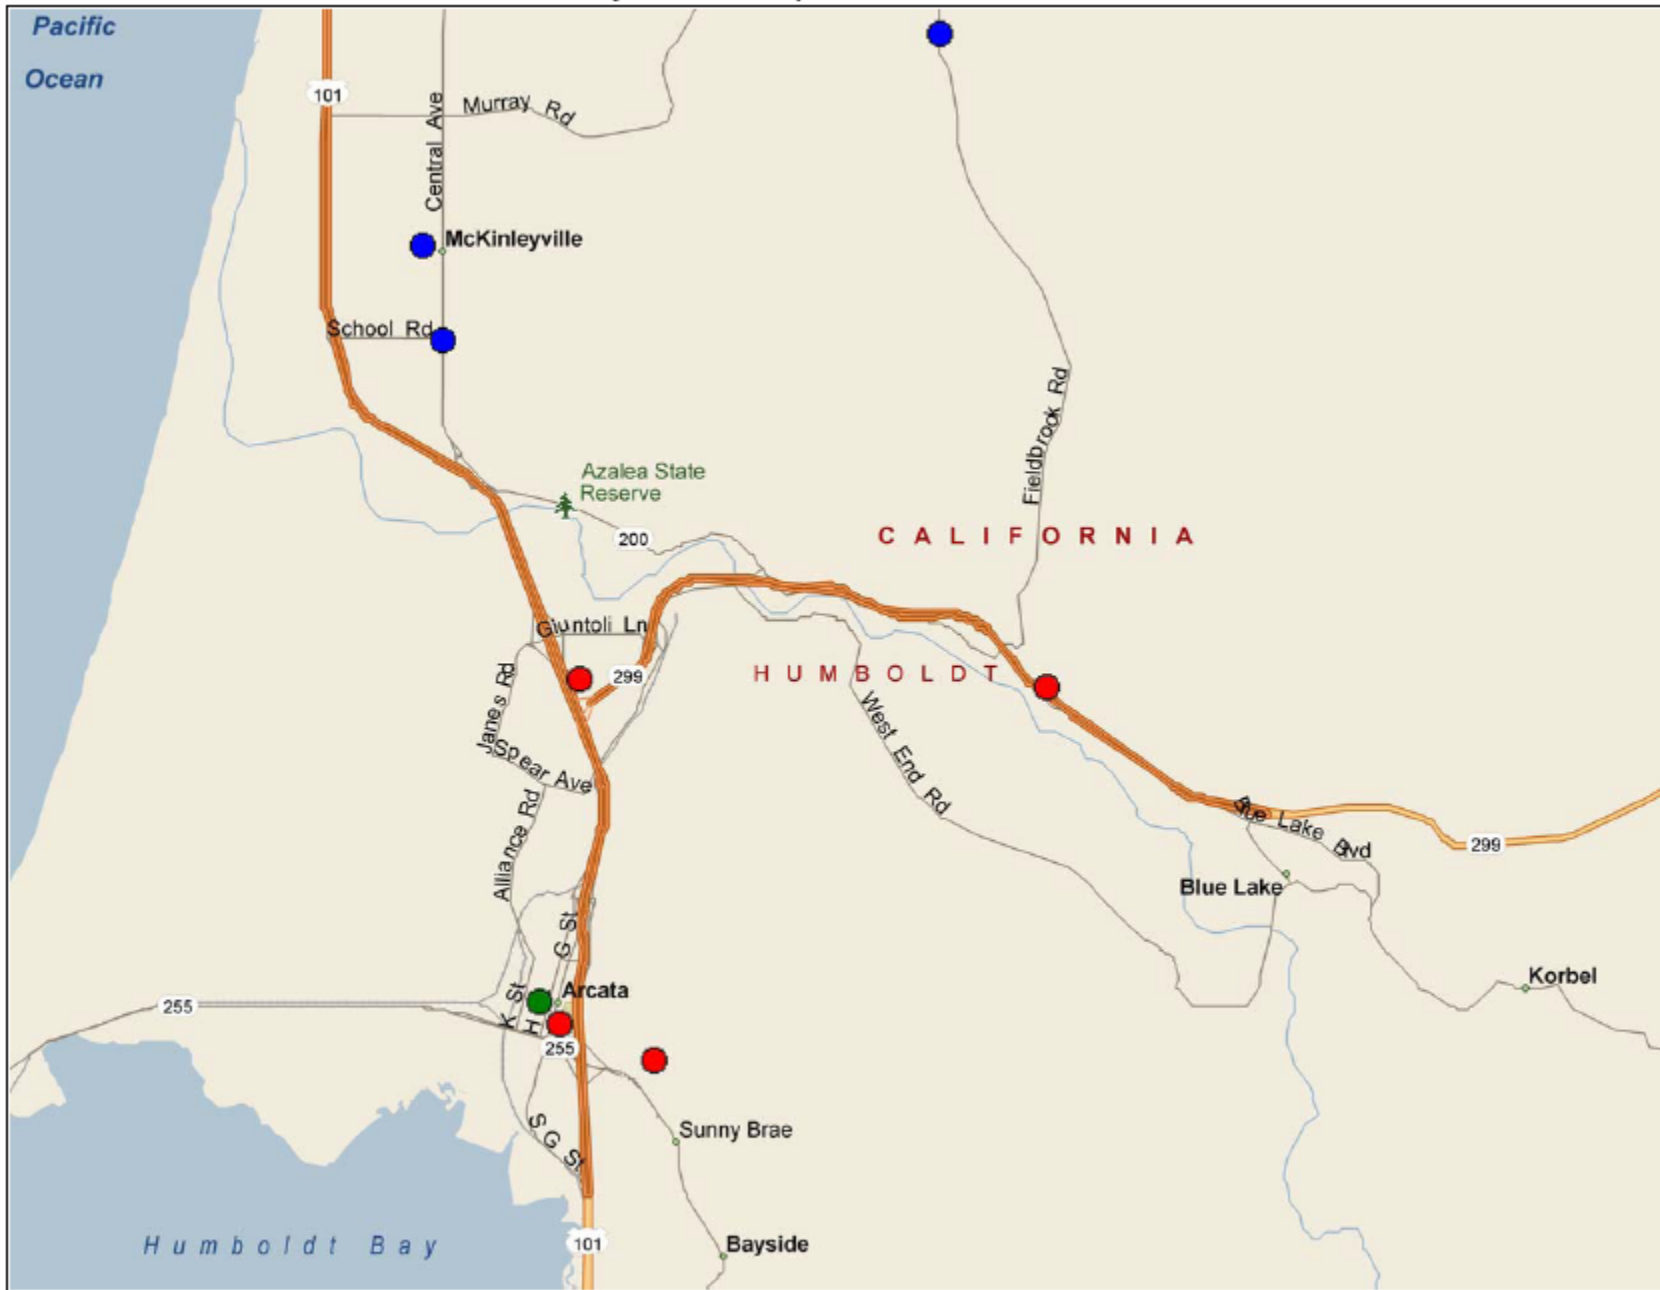 Pacific
Ocean
101
Murray Rd
Central Ave
McKinleyville
School Rd
Azalea State
Reserve
200
Fieldbrook Rd
CALIFORNIA
Giuntoli Ln
299
HUMBOLDT
Janes Rd
Spear Ave
West End Rd
Alliance Rd
Blue Lake Blvd
299
Blue Lake
G St
Korbel
Arcata
255
K St
H
255
Sunny Brae
S G St
Humboldt Bay
101
Bayside